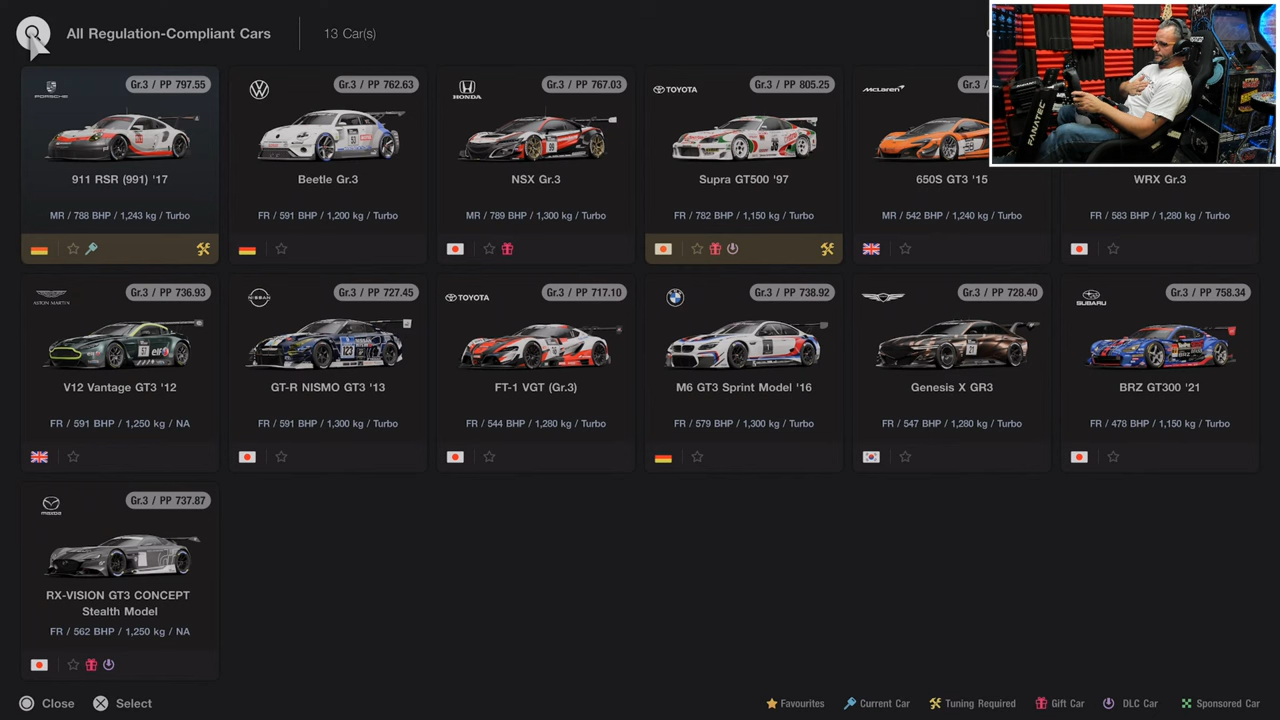 All Regulation-Compliant Cars
13 Car(s)
PORSCHE
Gr.3 / PP 797.55
911 RSR (991) '17
MR / 788 BHP / 1,243 kg / Turbo
Gr.3 / PP 762.63
Beetle Gr.3
FR / 591 BHP / 1,200 kg / Turbo
HONDA
Gr.3 / PP 767.03
NSX Gr.3
MR / 789 BHP / 1,300 kg / Turbo
TOYOTA
Gr.3 / PP 805.25
Supra GT500 '97
FR / 782 BHP / 1,150 kg / Turbo
McLaren
Gr.3 /
650S GT3 '15
MR / 542 BHP / 1,240 kg / Turbo
WRX Gr.3
FR / 583 BHP / 1,280 kg / Turbo
FANATEC
ASTON MARTIN
Gr.3 / PP 736.93
V12 Vantage GT3 '12
FR / 591 BHP / 1,250 kg / NA
NISSAN
Gr.3 / PP 727.45
GT-R NISMO GT3 '13
FR / 591 BHP / 1,300 kg / Turbo
TOYOTA
Gr.3 / PP 717.10
FT-1 VGT (Gr.3)
FR / 544 BHP / 1,280 kg / Turbo
Gr.3 / PP 738.92
M6 GT3 Sprint Model '16
FR / 579 BHP / 1,300 kg / Turbo
Gr.3 / PP 728.40
Genesis X GR3
FR / 547 BHP / 1,280 kg / Turbo
SUBARU
Gr.3 / PP 758.34
BRZ GT300 '21
FR / 478 BHP / 1,150 kg / Turbo
mazda
Gr.3 / PP 737.87
RX-VISION GT3 CONCEPT
Stealth Model
FR / 562 BHP / 1,250 kg / NA
Close
Select
Favourites
Current Car
Tuning Required
Gift Car
DLC Car
Sponsored Car